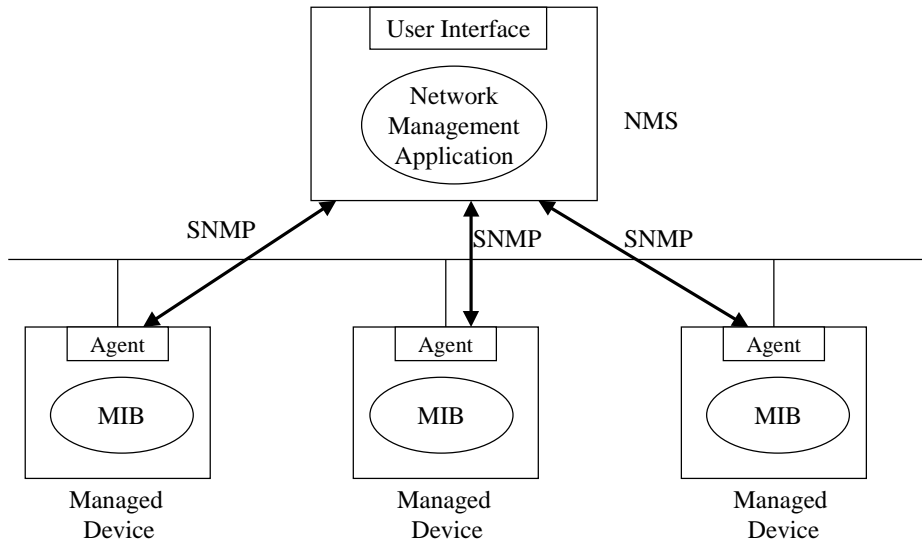 User Interface
Network
Management
Application
NMS
SNMP
SNMP
SNMP
Agent
Agent
Agent
MIB
MIB
MIB
Managed
Device
Managed
Device
Managed
Device